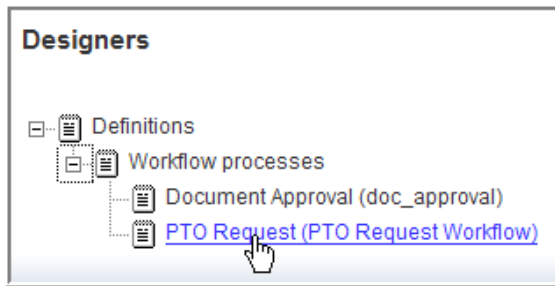 Designers
Definitions
Workflow processes
Document Approval (doc_approval)
PTO Request (PTO Request Workflow)